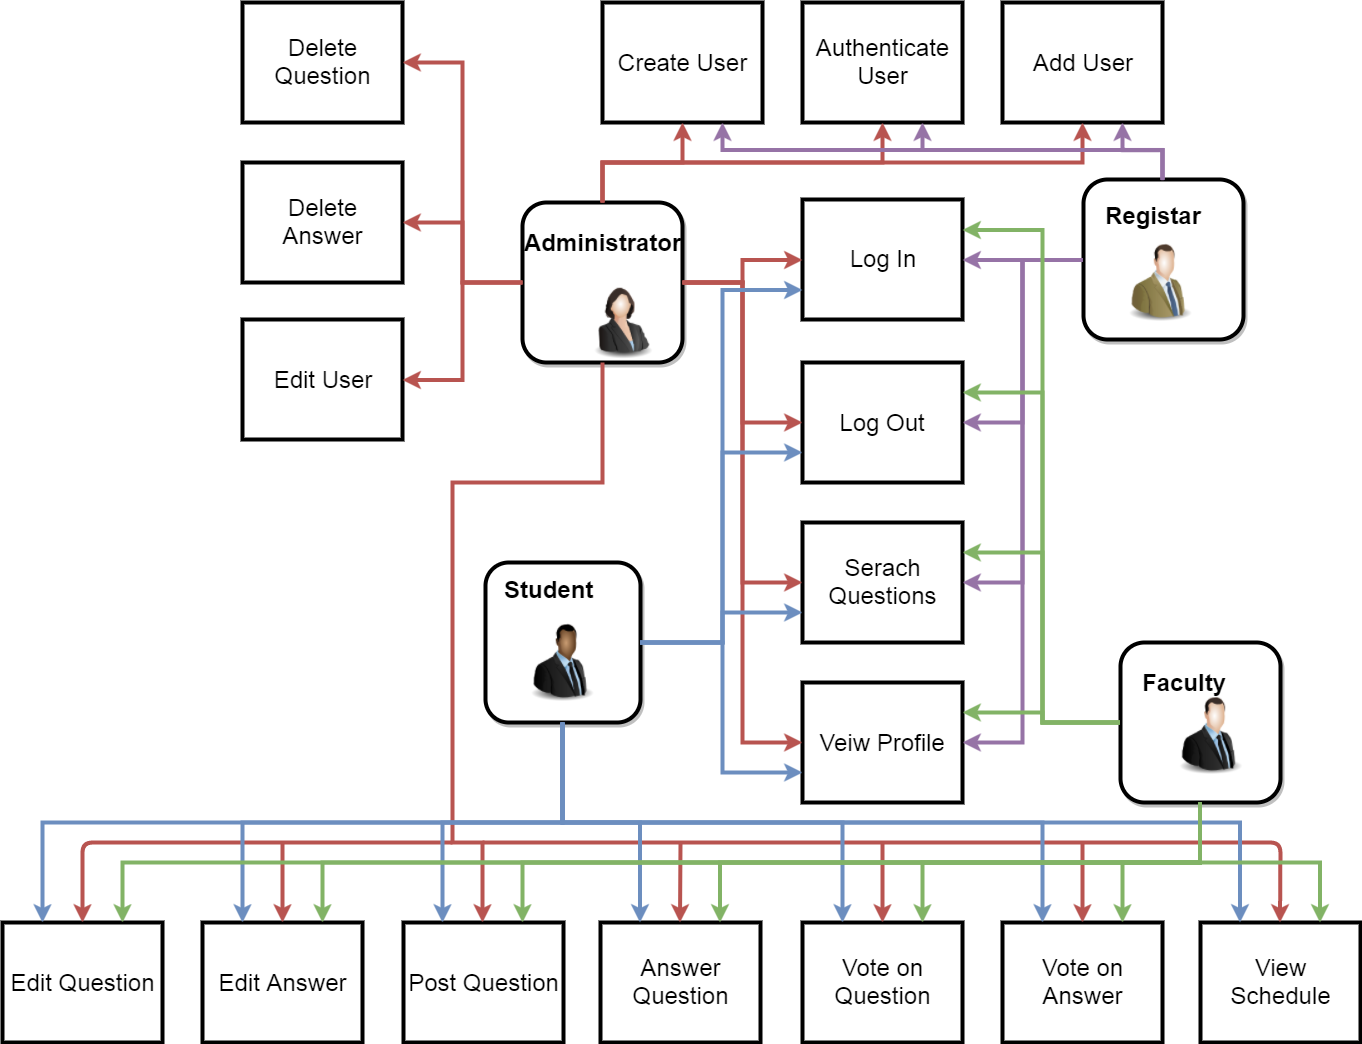 Delete
Question
Create User
Authenticate
User
Add User
Delete
Answer
Administrator
Log In
Registar
Edit User
Log Out
Student
Serach
Questions
Veiw Profile
Faculty
Edit Question
Edit Answer
Post Question
Answer
Question
Vote on
Question
Vote on
Answer
View
Schedule